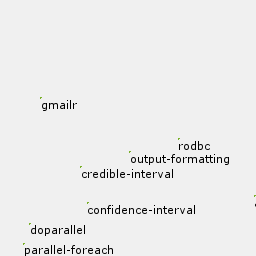 gmailr
rodbc
output-formatting
credible-interval
confidence-interval
doparallel
parallel-foreach